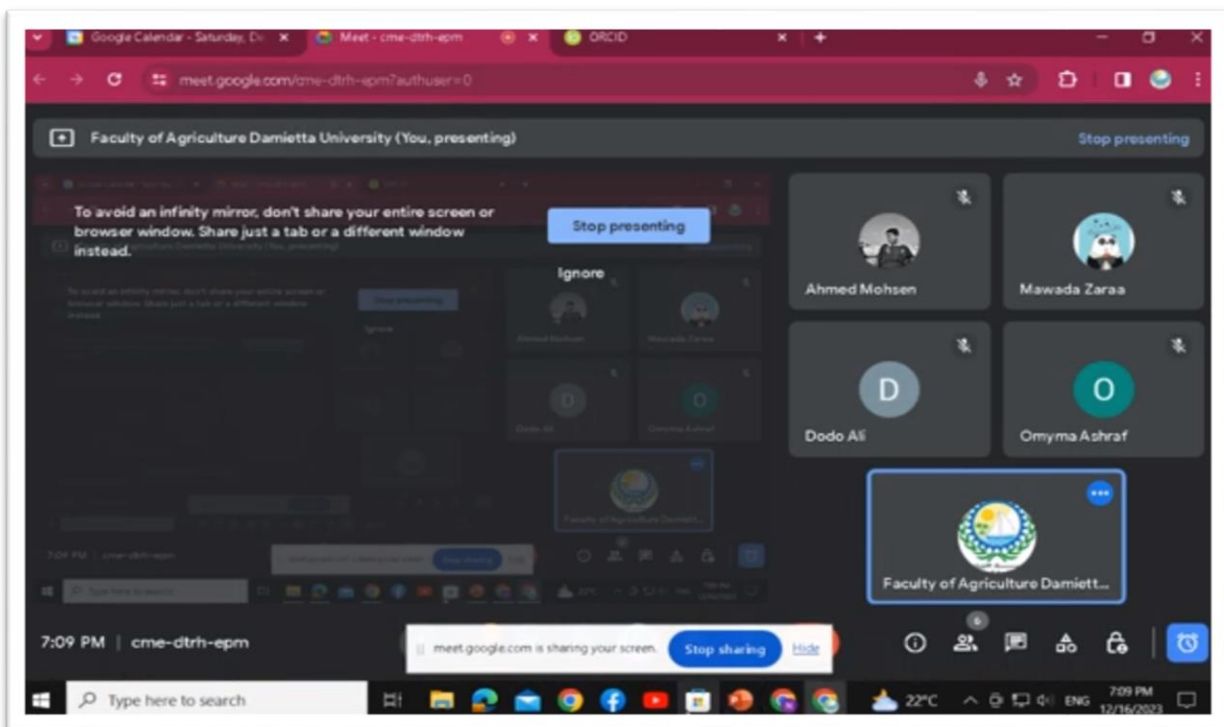 Google Calendar - Saturday, De
Meet - cme-dtrh-epm
ORCID
meet.google.com/cme-dtrh-epm?authuser=0
Faculty of Agriculture Damietta University (You, presenting)
Stop presenting
To avoid an infinity mirror, don't share your entire screen or
browser window. Share just a tab or a different window
instead.
Stop presenting
Ignore
Ahmed Mohsen
Mawada Zaraa
D
Dodo Ali
O
Omyma Ashraf
Faculty of Agriculture Damiett...
7:09 PM | cme-dtrh-epm
meet.google.com is sharing your screen.
Stop sharing
Hide
6
Type here to search
22°C
ENG
7:09 PM
12/16/2023